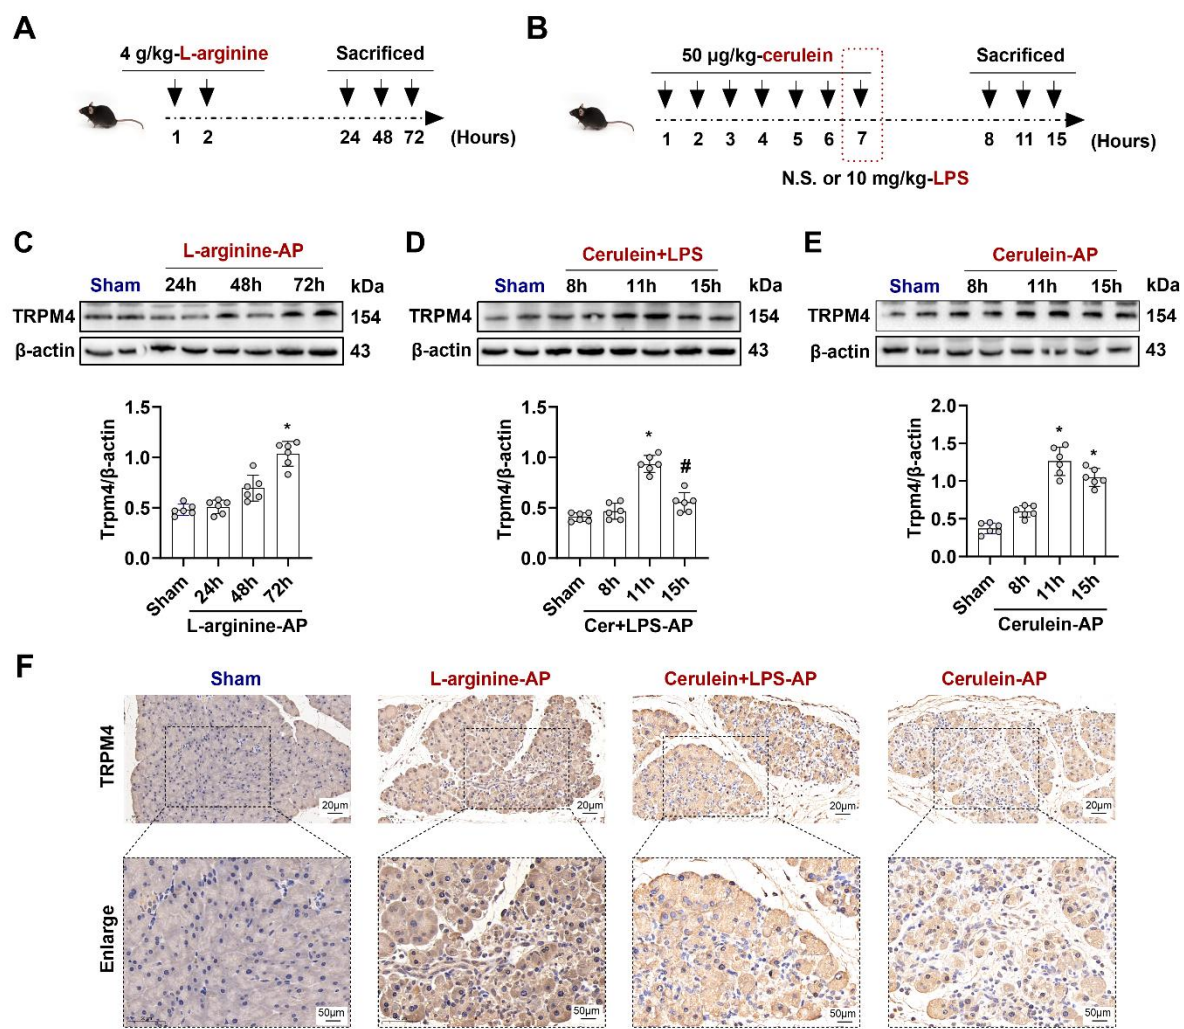 A
4 g/kg-L-arginine
Sacrificed
1 2 24 48 72 (Hours)
B
50 μg/kg-cerulein
Sacrificed
1 2 3 4 5 6 7 8 11 15 (Hours)
N.S. or 10 mg/kg-LPS
C
L-arginine-AP
Sham 24h 48h 72h kDa
TRPM4 154
β-actin 43
Trpm4/β-actin
1.5
1.0
0.5
0.0
*
Sham 24h 48h 72h
L-arginine-AP
D
Cerulein+LPS
Sham 8h 11h 15h kDa
TRPM4 154
β-actin 43
Trpm4/β-actin
1.5
1.0
0.5
0.0
* #
Sham 8h 11h 15h
Cer+LPS-AP
E
Cerulein-AP
Sham 8h 11h 15h kDa
TRPM4 154
β-actin 43
Trpm4/β-actin
2.0
1.5
1.0
0.5
0.0
* *
Sham 8h 11h 15h
Cerulein-AP
F
Sham L-arginine-AP Cerulein+LPS-AP Cerulein-AP
TRPM4
20μm 20μm 20μm 20μm
Enlarge
50μm 50μm 50μm 50μm